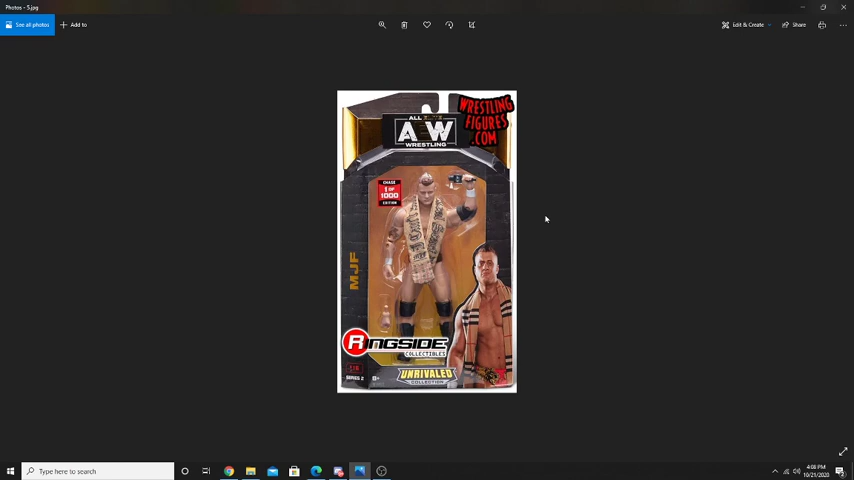 Photos - 5.jpg
See all photos
Add to
Edit & Create
Share
WRESTLING
FIGURES
.COM
ALL ELITE
AEW
WRESTLING
CHASE
1 OF
1000
EDITION
MJF
RINGSIDE
COLLECTIBLES
SERIES 2
UNRIVALED
COLLECTION
Type here to search
4:08 PM
10/21/2020